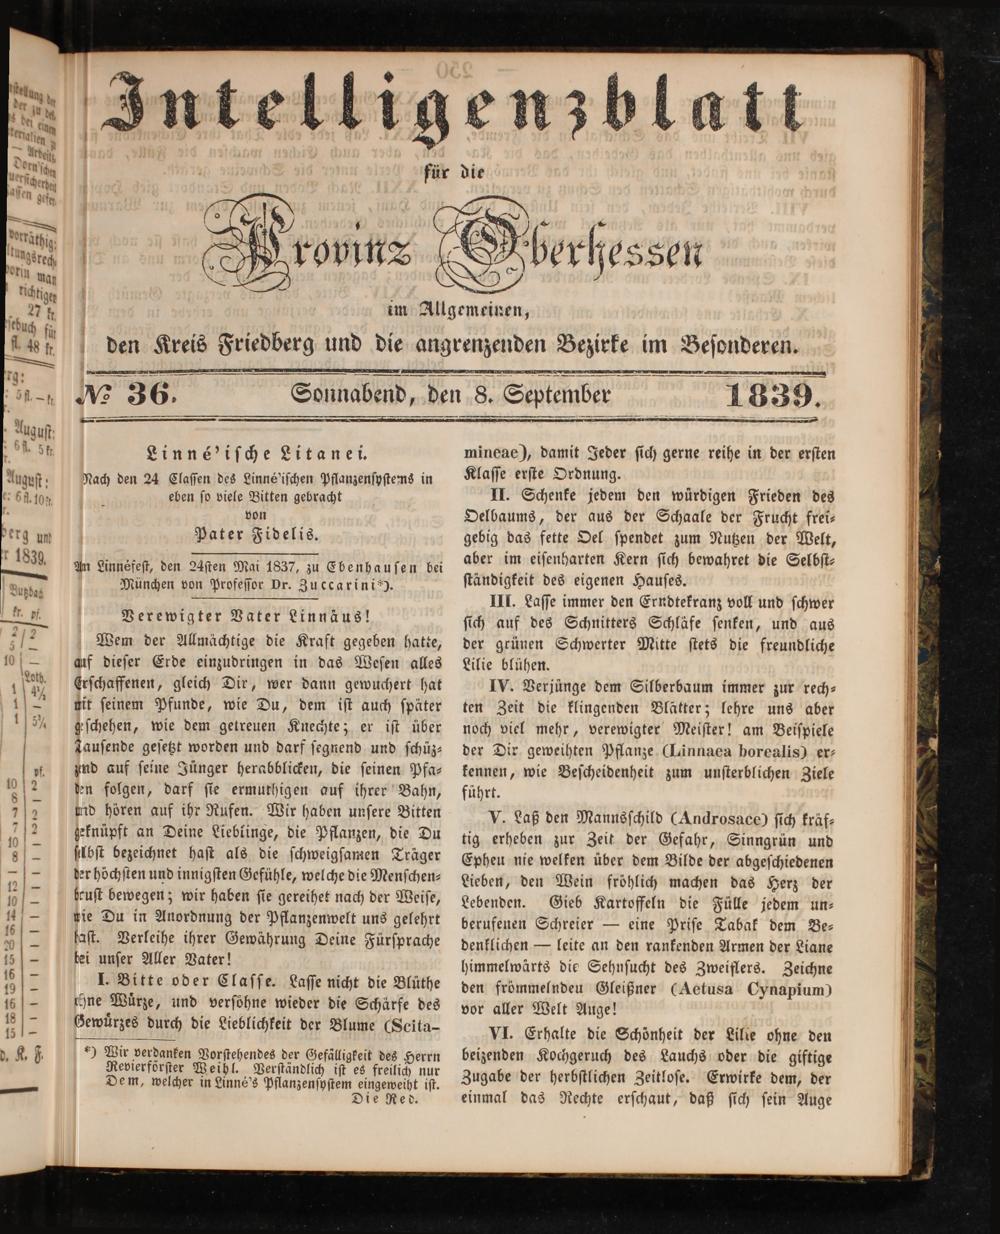 Intelligenzblatt
für die
Provinz Oberhessen
im Allgemeinen,
den Kreis Friedberg und die angrenzenden Bezirke im Besonderen.
№ 36. Sonnabend, den 8. September 1839.
Linné'ische Litanei.
Nach den 24 Classen des Linné'ischen Pflanzensystems in
eben so viele Bitten gebracht
von
Pater Fidelis.
Am Linnéfest, den 24sten Mai 1837, zu Ebenhausen bei
München von Professor Dr. Zuccarini*).
Verewigter Vater Linnäus!
Wem der Allmächtige die Kraft gegeben hatte,
auf dieser Erde einzudringen in das Wesen alles
Erschaffenen, gleich Dir, wer dann gewuchert hat
mit seinem Pfunde, wie Du, dem ist auch später
geschehen, wie dem getreuen Knechte; er ist über
Tausende gesetzt worden und darf segnend und schüz-
zend auf seine Jünger herabblicken, die seinen Pfa-
den folgen, darf sie ermuthigen auf ihrer Bahn,
und hören auf ihr Rufen. Wir haben unsere Bitten
geknüpft an Deine Lieblinge, die Pflanzen, die Du
selbst bezeichnet hast als die schweigsamen Träger
der höchsten und innigsten Gefühle, welche die Menschen-
brust bewegen; wir haben sie gereihet nach der Weise,
wie Du in Anordnung der Pflanzenwelt uns gelehrt
hast. Verleihe ihrer Gewährung Deine Fürsprache
bei unser Aller Vater!
I. Bitte oder Classe. Lasse nicht die Blüthe
ohne Würze, und versöhne wieder die Schärfe des
Gewürzes durch die Lieblichkeit der Blume (Scita-
*) Wir verdanken Vorstehendes der Gefälligkeit des Herrn
Revierförster Weihl. Verständlich ist es freilich nur
Dem, welcher in Linné's Pflanzensystem eingeweiht ist.
Die Red.
mineae), damit Jeder sich gerne reihe in der ersten
Klasse erste Ordnung.
II. Schenke jedem den würdigen Frieden des
Oelbaums, der aus der Schaale der Frucht frei-
gebig das fette Oel spendet zum Nutzen der Welt,
aber im eisenharten Kern sich bewahret die Selbst-
ständigkeit des eigenen Hauses.
III. Lasse immer den Erndtekranz voll und schwer
sich auf des Schnitters Schläfe senken, und aus
der grünen Schwerter Mitte stets die freundliche
Lilie blühen.
IV. Verjünge dem Silberbaum immer zur rech-
ten Zeit die klingenden Blätter; lehre uns aber
noch viel mehr, verewigter Meister! am Beispiele
der Dir geweihten Pflanze (Linnaea borealis) er-
kennen, wie Bescheidenheit zum unsterblichen Ziele
führt.
V. Laß den Mannsschild (Androsace) sich kräf-
tig erheben zur Zeit der Gefahr, Sinngrün und
Epheu nie welken über dem Bilde der abgeschiedenen
Lieben, den Wein fröhlich machen das Herz der
Lebenden. Gieb Kartoffeln die Fülle jedem un-
berufenen Schreier — eine Prise Tabak dem Be-
denklichen — leite an den rankenden Armen der Liane
himmelwärts die Sehnsucht des Zweiflers. Zeichne
den frömmelnden Gleißner (Aetusa Cynapium)
vor aller Welt Auge!
VI. Erhalte die Schönheit der Lilie ohne den
beizenden Kochgeruch des Lauchs oder die giftige
Zugabe der herbstlichen Zeitlose. Erwirke dem, der
einmal das Rechte erschaut, daß sich sein Auge